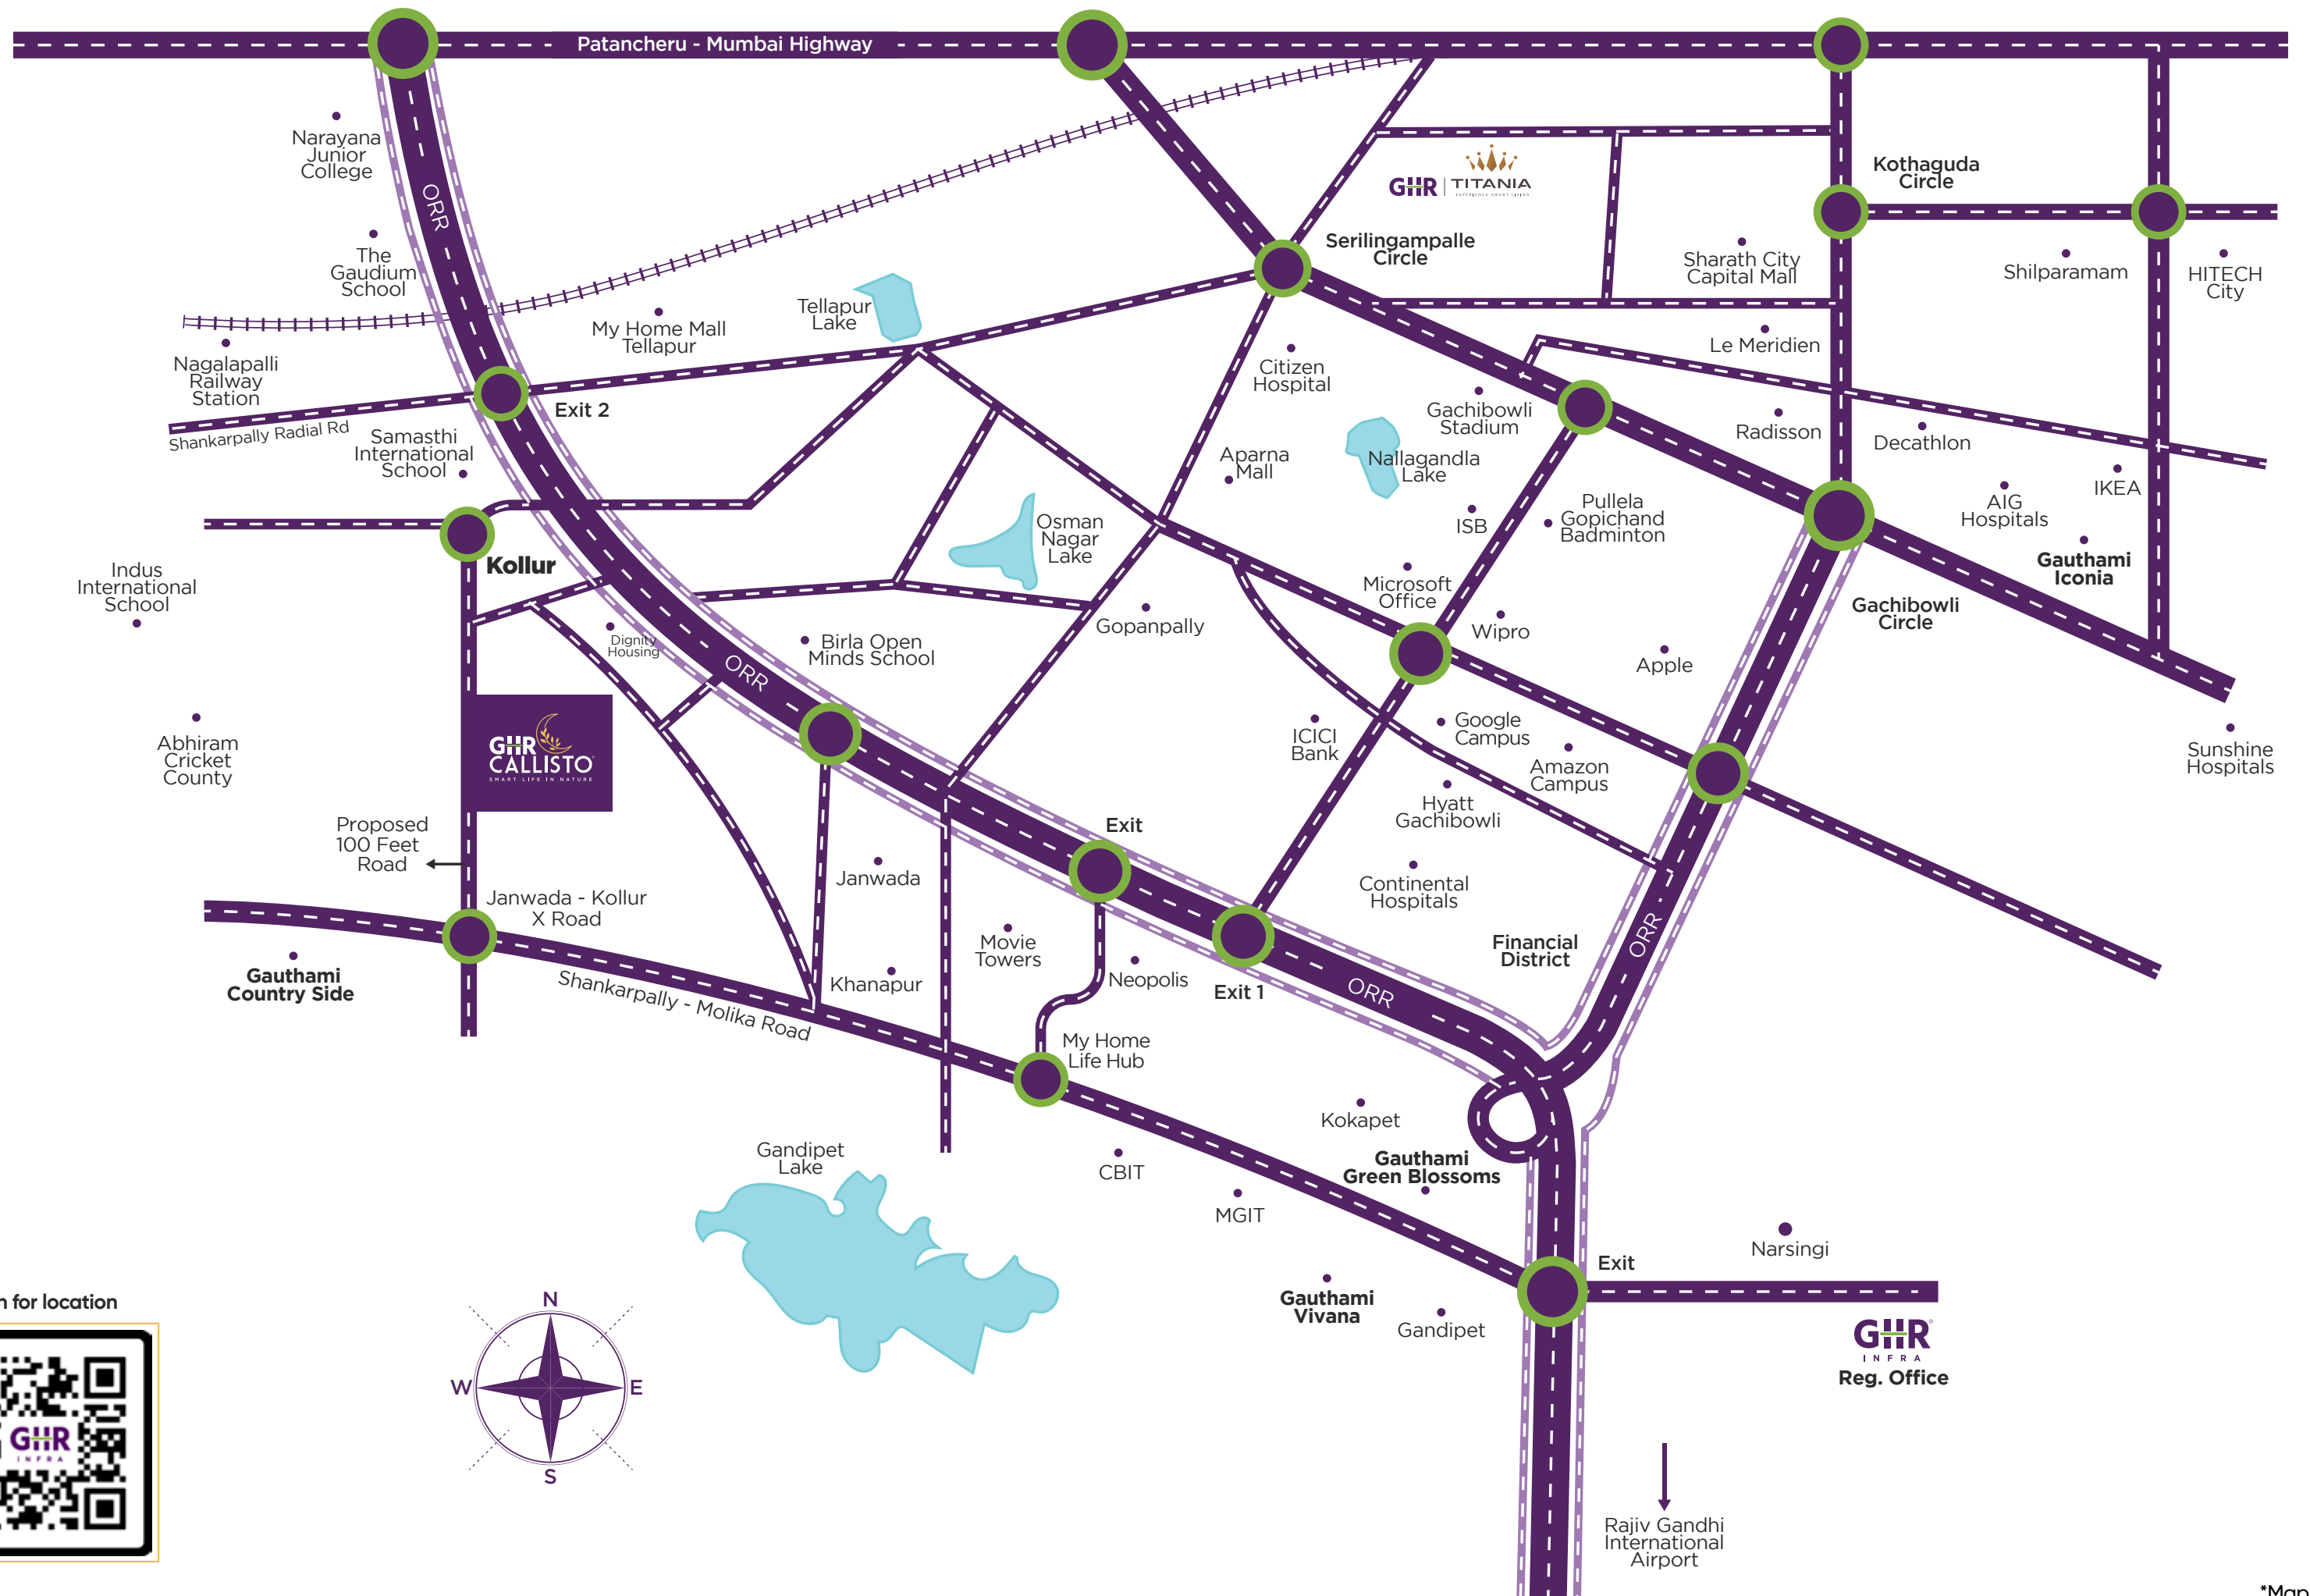 Patancheru - Mumbai Highway
Narayana
Junior
College
ORR
The
Gaudium
School
Nagalapalli
Railway
Station
Shankarpally Radial Rd
My Home Mall
Tellapur
Tellapur
Lake
Exit 2
Samasthi
International
School
Kollur
Indus
International
School
Abhiram
Cricket
County
GHR
CALLISTO
SMART LIFE IN NATURE
Dignity
Housing
Proposed
100 Feet
Road
Janwada - Kollur
X Road
Gauthami
Country Side
Shankarpally - Molika Road
ORR
Birla Open
Minds School
Osman
Nagar
Lake
Gopanpally
GHR
TITANIA
EXPERIENCE SMART LIVING
Serilingampalle
Circle
Kothaguda
Circle
Sharath City
Capital Mall
Shilparamam
HITECH
City
Citizen
Hospital
Le Meridien
Gachibowli
Stadium
Radisson
Decathlon
Aparna
Mall
Nallagandla
Lake
ISB
Pullela
Gopichand
Badminton
IKEA
AIG
Hospitals
Gauthami
Iconia
Gachibowli
Circle
Microsoft
Office
Wipro
Apple
ICICI
Bank
Google
Campus
Amazon
Campus
Hyatt
Gachibowli
Sunshine
Hospitals
Continental
Hospitals
Financial
District
ORR
Exit
Janwada
Khanapur
Movie
Towers
Neopolis
Exit 1
ORR
My Home
Life Hub
Kokapet
Gandipet
Lake
CBIT
MGIT
Gauthami
Green Blossoms
Gauthami
Vivana
Gandipet
Exit
Narsingi
GHR
INFRA
Reg. Office
Rajiv Gandhi
International
Airport
for location
GHR
INFRA
N
W
E
S
*Map